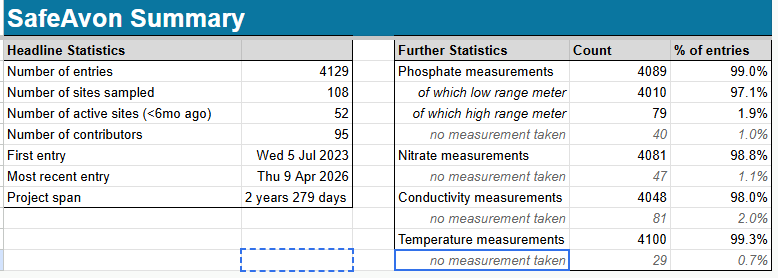 SafeAvon Summary
Headline Statistics
Number of entries 4129
Number of sites sampled 108
Number of active sites (<6mo ago) 52
Number of contributors 95
First entry Wed 5 Jul 2023
Most recent entry Thu 9 Apr 2026
Project span 2 years 279 days
Further Statistics Count % of entries
Phosphate measurements 4089 99.0%
of which low range meter 4010 97.1%
of which high range meter 79 1.9%
no measurement taken 40 1.0%
Nitrate measurements 4081 98.8%
no measurement taken 47 1.1%
Conductivity measurements 4048 98.0%
no measurement taken 81 2.0%
Temperature measurements 4100 99.3%
no measurement taken 29 0.7%